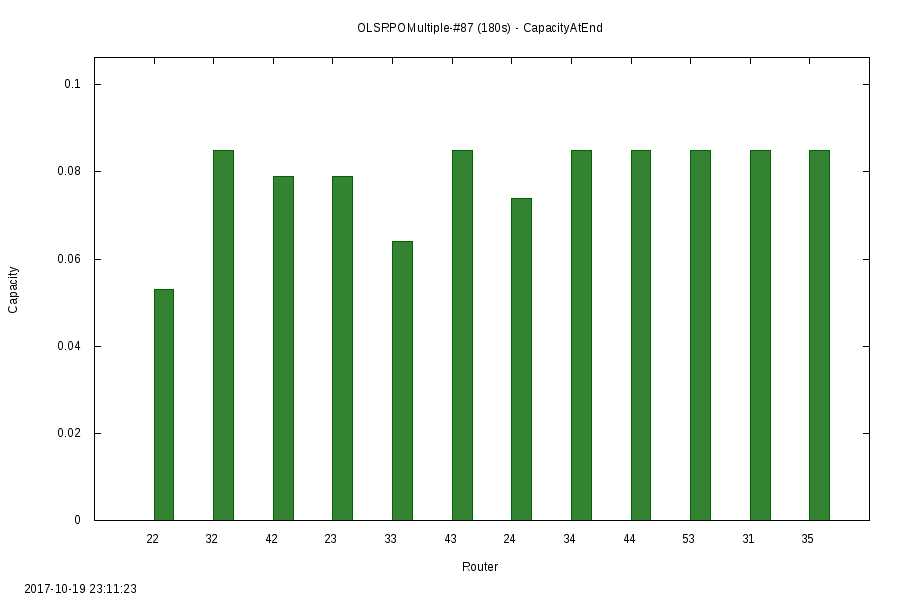 OLSRPOMultiple-#87 (180s) - CapacityAtEnd
0.1
0.08
0.06
0.04
0.02
0
Capacity
22 32 42 23 33 43 24 34 44 53 31 35
Router
2017-10-19 23:11:23